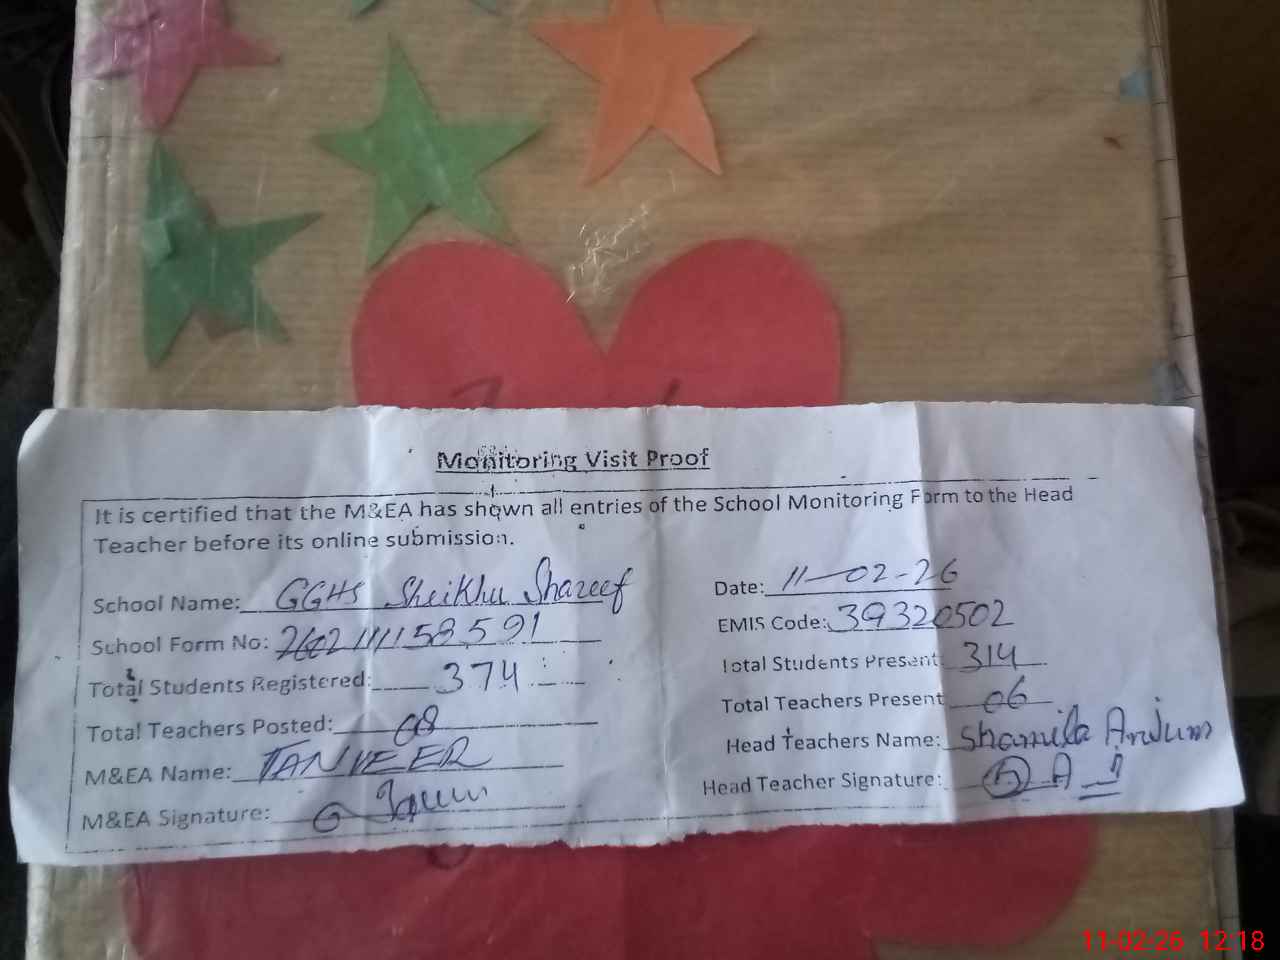 Monitoring Visit Proof
It is certified that the M&EA has shown all entries of the School Monitoring Form to the Head
Teacher before its online submission.
School Name: GGHS Sheikhu Shareef
Date: 11-02-26
School Form No: 2602111158591
EMIS Code: 39320502
Total Students Registered: 374
Total Students Present: 314
Total Teachers Posted: 08
Total Teachers Present 06
M&EA Name: TANVEER
Head Teachers Name: Shamila Anjum
M&EA Signature:
Head Teacher Signature:
11-02-26 12:18